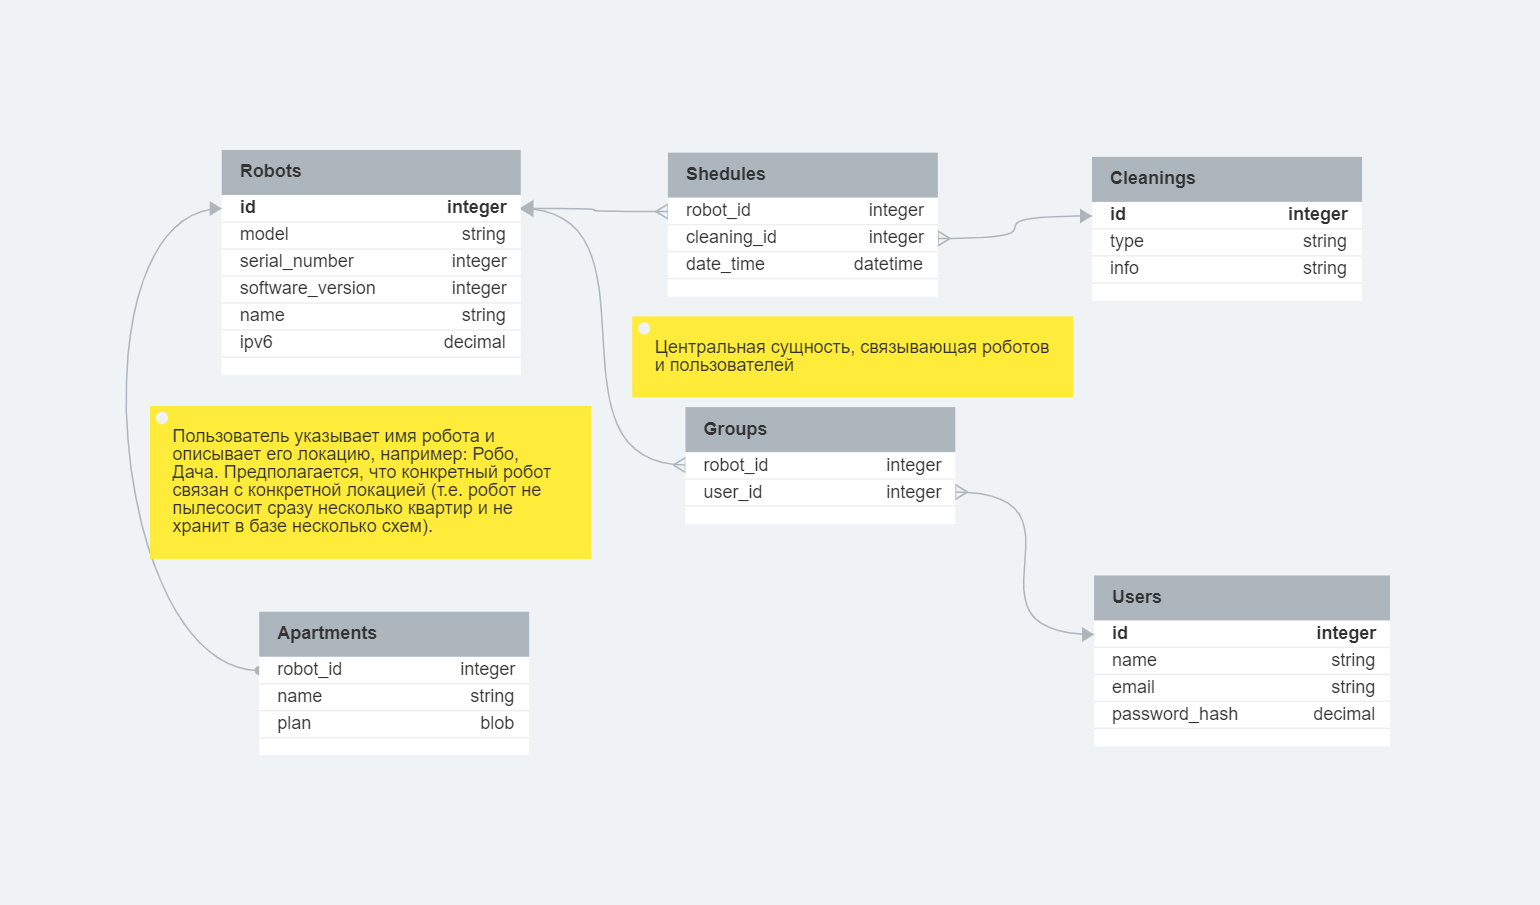 Robots
id integer
model string
serial_number integer
software_version integer
name string
ipv6 decimal
Shedules
robot_id integer
cleaning_id integer
date_time datetime
Cleanings
id integer
type string
info string
Центральная сущность, связывающая роботов
и пользователей
Пользователь указывает имя робота и
описывает его локацию, например: Робо,
Дача. Предполагается, что конкретный робот
связан с конкретной локацией (т.е. робот не
пылесосит сразу несколько квартир и не
хранит в базе несколько схем).
Groups
robot_id integer
user_id integer
Apartments
robot_id integer
name string
plan blob
Users
id integer
name string
email string
password_hash decimal